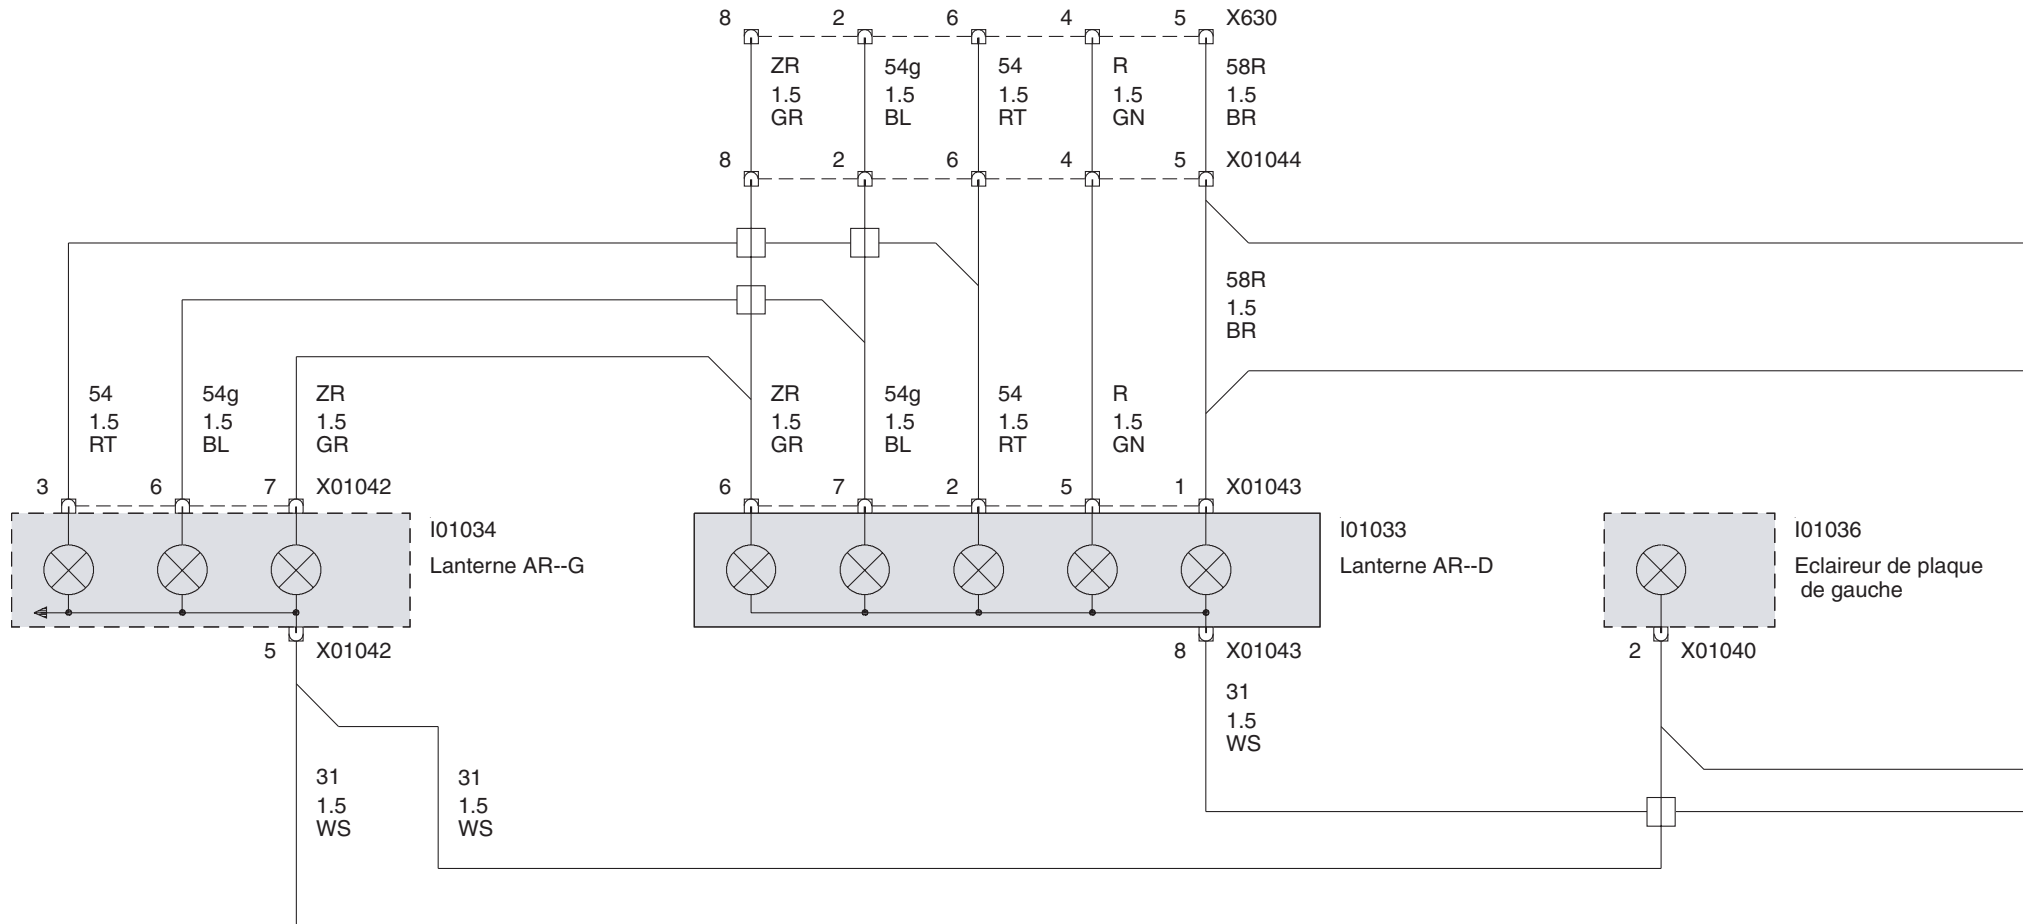 8 2 6 4 5 X630
ZR 54g 54 R 58R
1.5 1.5 1.5 1.5 1.5
GR BL RT GN BR
8 2 6 4 5 X01044
58R
1.5
BR
54 54g ZR ZR 54g 54 R
1.5 1.5 1.5 1.5 1.5 1.5 1.5
RT BL GR GR BL RT GN
3 6 7 X01042 6 7 2 5 1 X01043
I01034 I01033 I01036
Lanterne AR--G Lanterne AR--D Eclaireur de plaque
de gauche
5 X01042 8 X01043 2 X01040
31
1.5
WS
31 31
1.5 1.5
WS WS